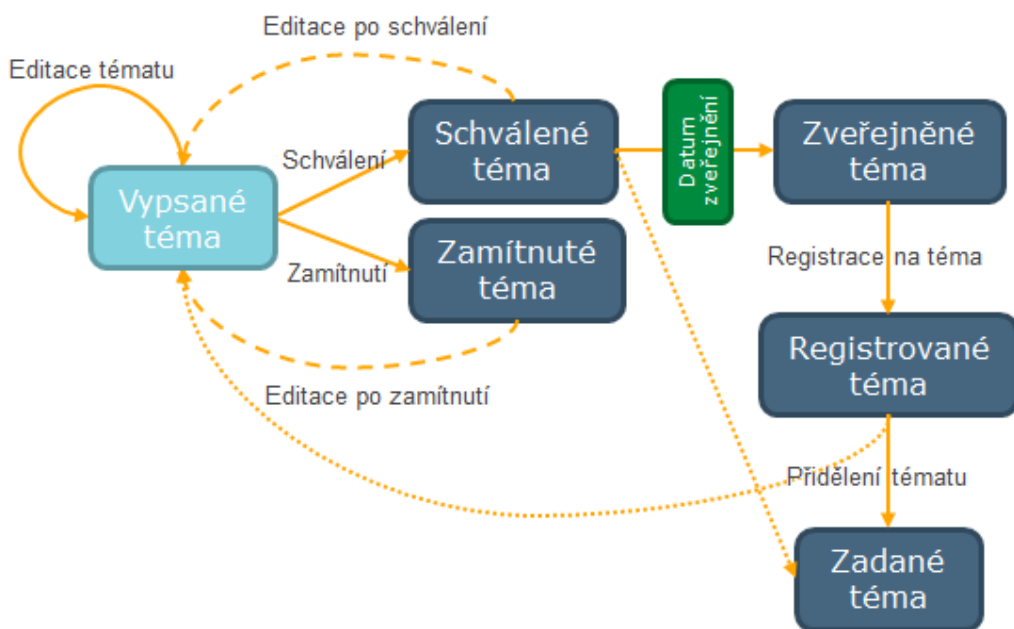 Editace po schválení
Editace tématu
Schválené
téma
Datum
zveřejnění
Zveřejněné
téma
Schválení
Vypsané
téma
Zamítnuté
téma
Zamítnutí
Registrace na téma
Registrované
téma
Editace po zamítnutí
Přidělení tématu
Zadané
téma